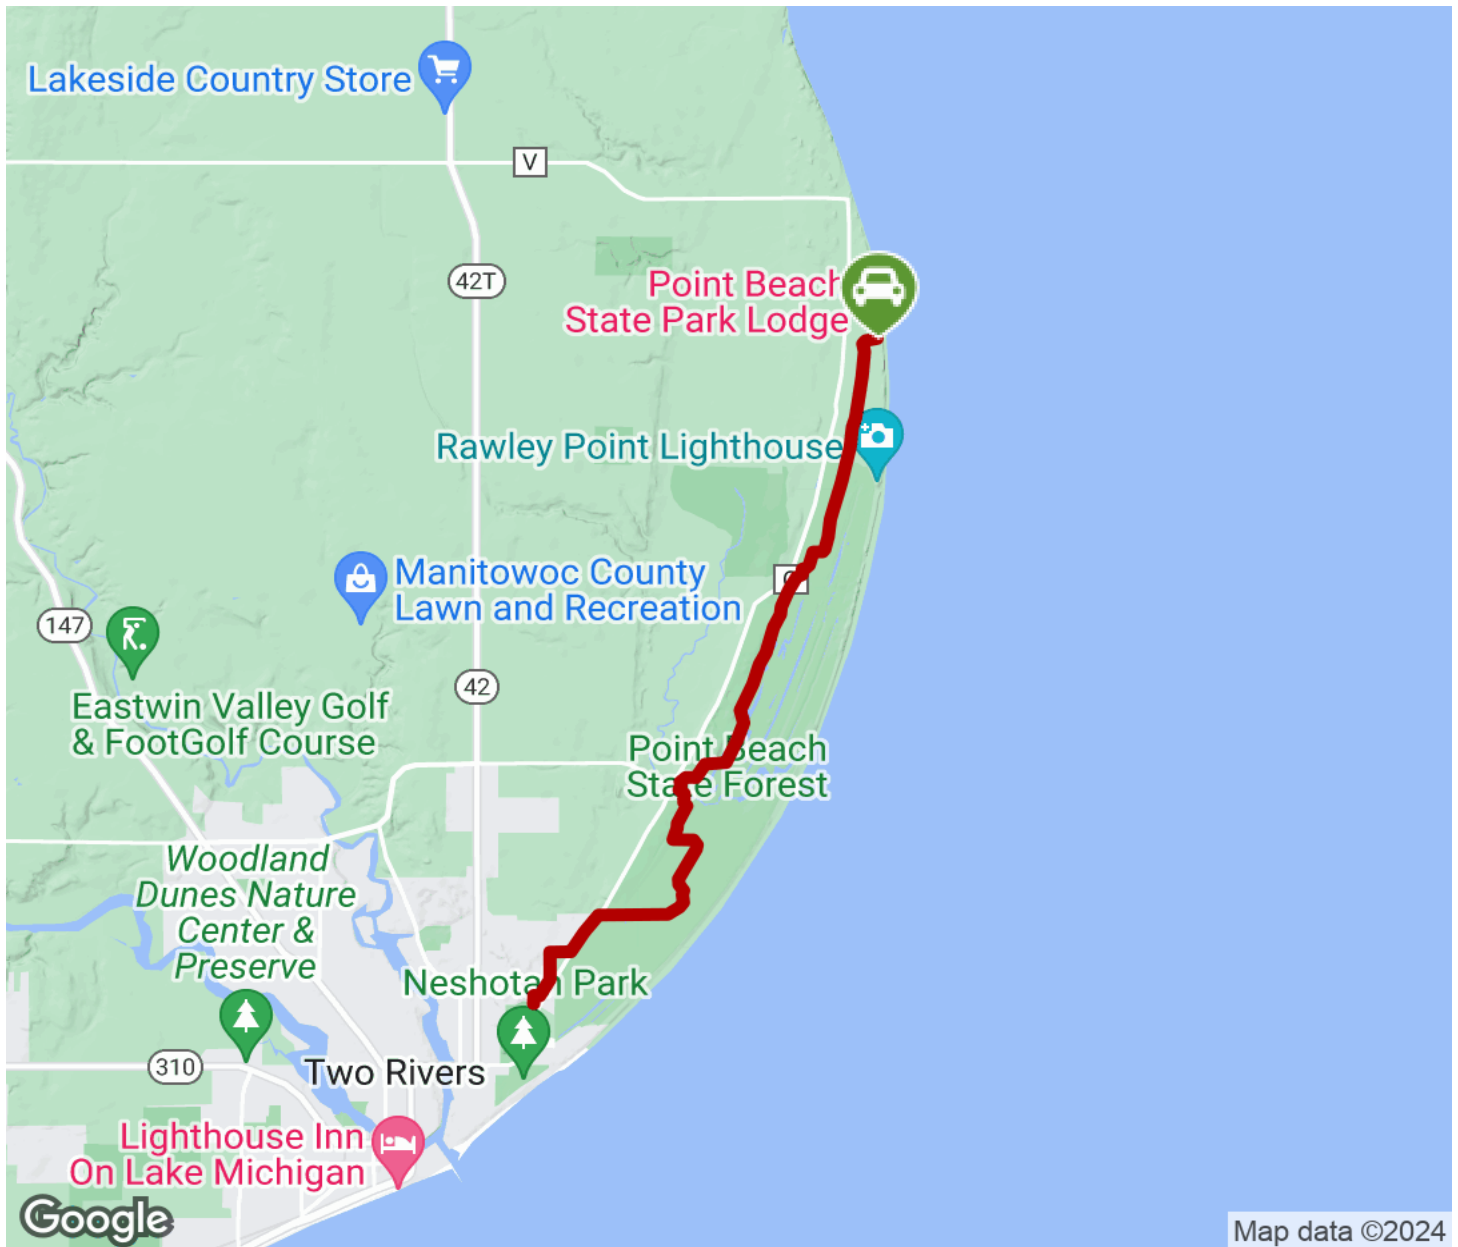 Lakeside Country Store
V
42T
Point Beach
State Park Lodge
Rawley Point Lighthouse
Manitowoc County
Lawn and Recreation
147
Eastwin Valley Golf
& FootGolf Course
42
Point Beach
State Forest
Woodland
Dunes Nature
Center &
Preserve
Neshotah Park
310
Two Rivers
Lighthouse Inn
On Lake Michigan
Google
Map data ©2024